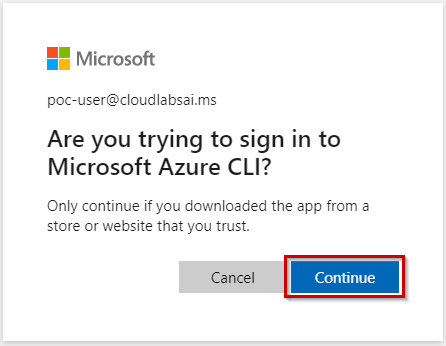 Microsoft
poc-user@cloudlabsai.ms
Are you trying to sign in to
Microsoft Azure CLI?
Only continue if you downloaded the app from a
store or website that you trust.
Cancel
Continue